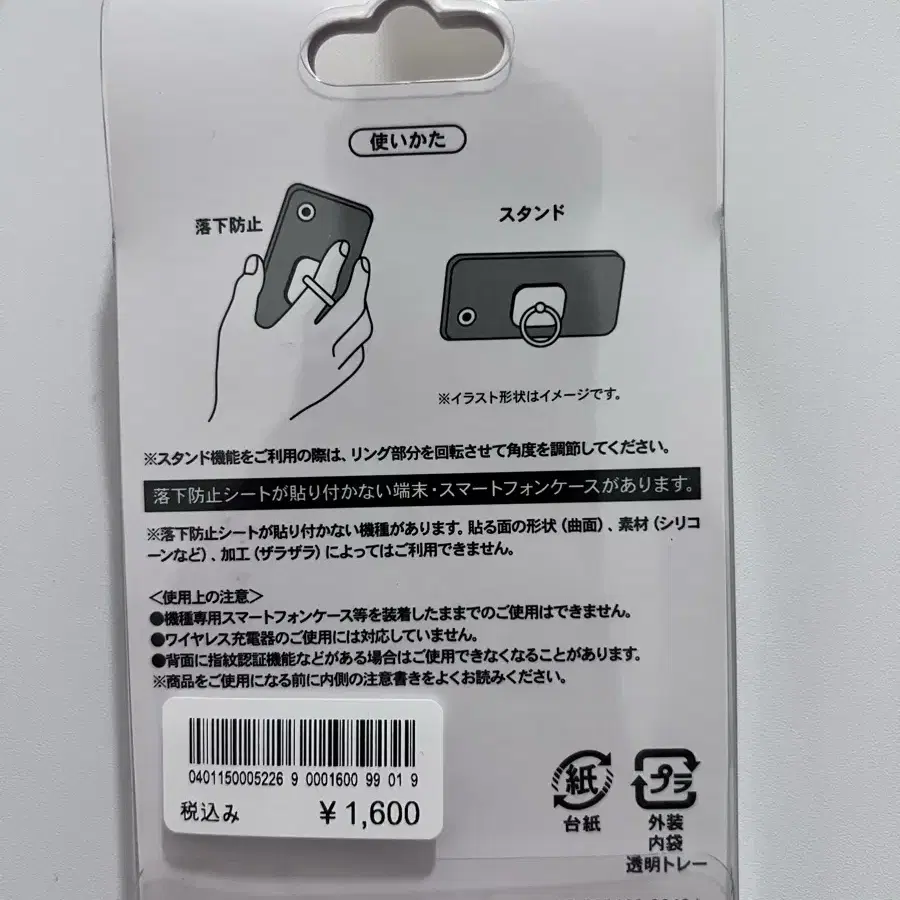 使いかた
落下防止
スタンド
※イラスト形状はイメージです。
※スタンド機能をご利用の際は、リング部分を回転させて角度を調節してください。
落下防止シートが貼り付かない端末・スマートフォンケースがあります。
※落下防止シートが貼り付かない機種があります。貼る面の形状（曲面）、素材（シリコ
ーンなど）、加工（ザラザラ）によってはご利用できません。
＜使用上の注意＞
●機種専用スマートフォンケース等を装着したままでのご使用はできません。
●ワイヤレス充電器のご使用には対応していません。
●背面に指紋認証機能などがある場合はご使用できなくなることがあります。
※商品をご使用になる前に内側の注意書きをよくお読みください。
0401150005226 9 0001600 99 01 9
税込み ¥1,600
紙
台紙
プラ
外装
内袋
透明トレー